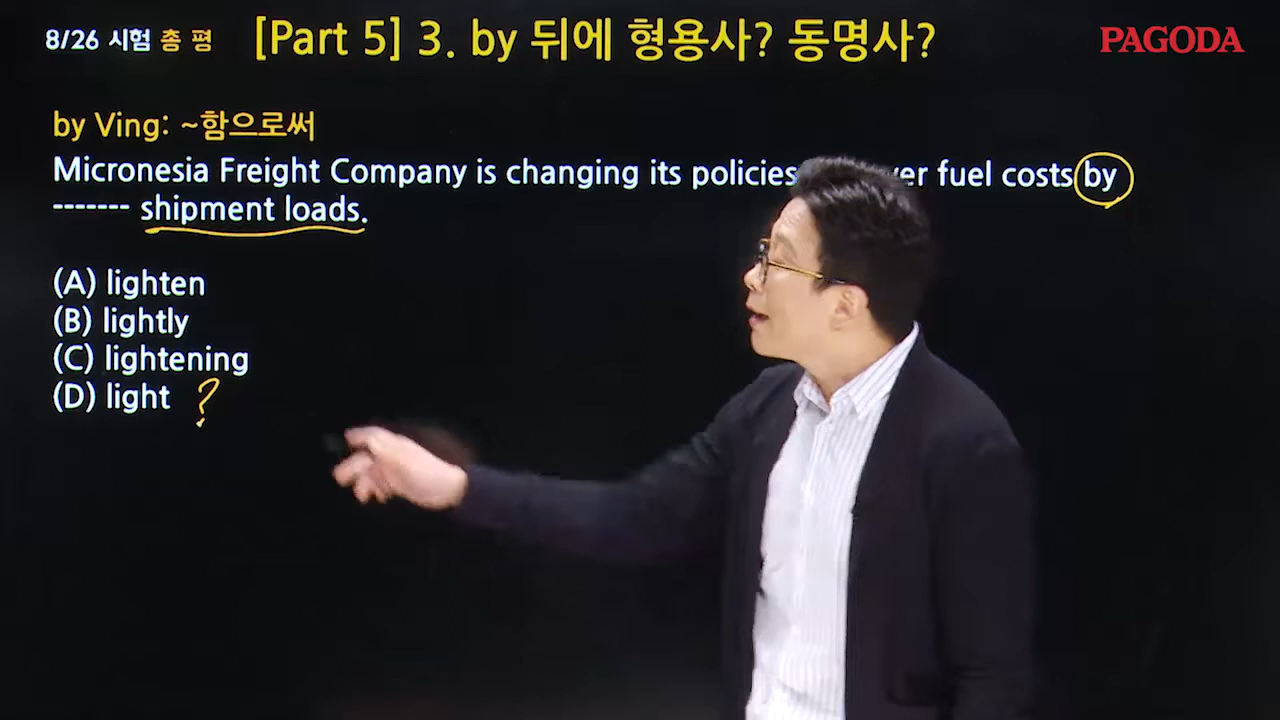 8/26 시험 총 평
[Part 5] 3. by 뒤에 형용사? 동명사?
PAGODA
by Ving: ~함으로써
Micronesia Freight Company is changing its policies fuel costs by
------- shipment loads.
(A) lighten
(B) lightly
(C) lightening
(D) light ?